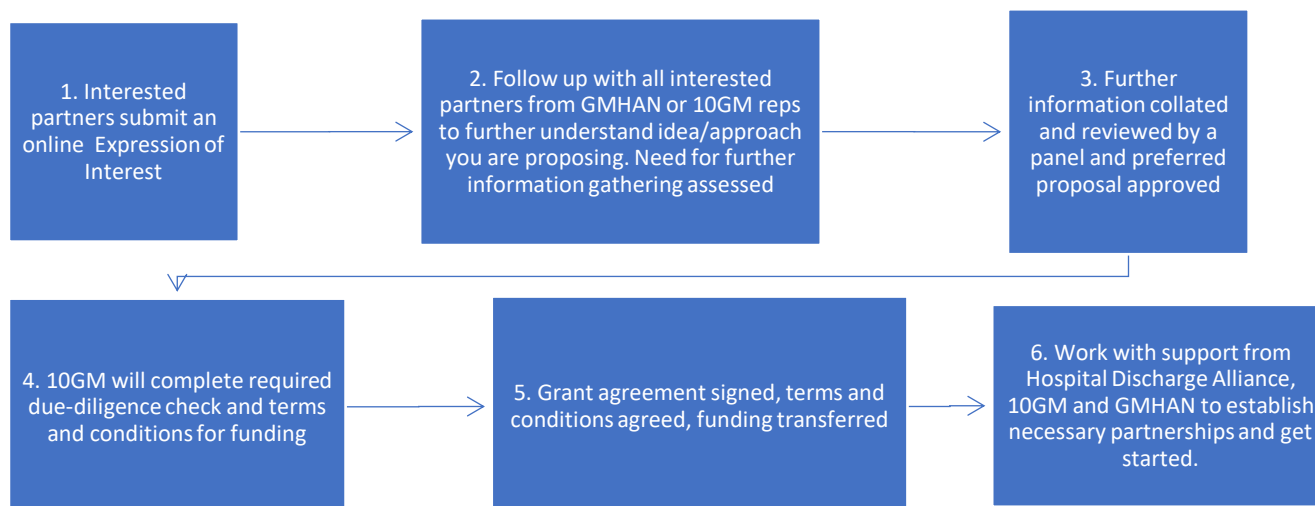 1. Interested
partners submit an
online Expression of
Interest
2. Follow up with all interested
partners from GMHAN or 10GM reps
to further understand idea/approach
you are proposing. Need for further
information gathering assessed
3. Further
information collated
and reviewed by a
panel and preferred
proposal approved
4. 10GM will complete required
due-diligence check and terms
and conditions for funding
5. Grant agreement signed, terms and
conditions agreed, funding transferred
6. Work with support from
Hospital Discharge Alliance,
10GM and GMHAN to establish
necessary partnerships and get
started.